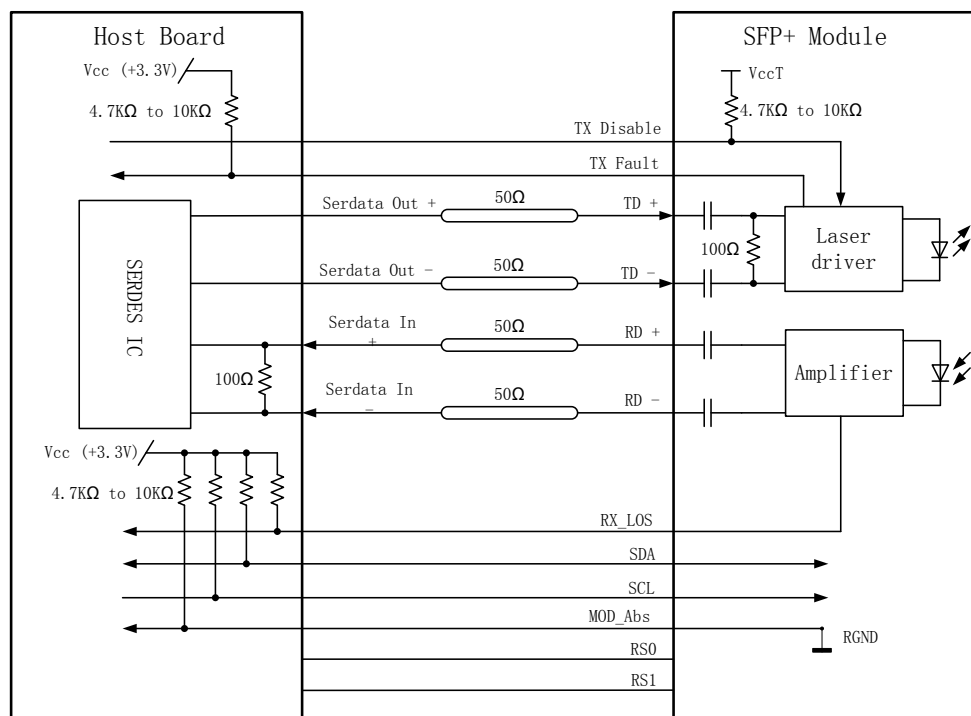 Host Board
SFP+ Module
Vcc (+3.3V)
VccT
4.7KΩ to 10KΩ
4.7KΩ to 10KΩ
TX Disable
TX Fault
Serdata Out +
50Ω
TD +
SERDES IC
100Ω
Laser
driver
Serdata Out -
50Ω
TD -
Serdata In
+
50Ω
RD +
100Ω
Amplifier
Serdata In
-
50Ω
RD -
Vcc (+3.3V)
4.7KΩ to 10KΩ
RX_LOS
SDA
SCL
MOD_Abs
RGND
RS0
RS1